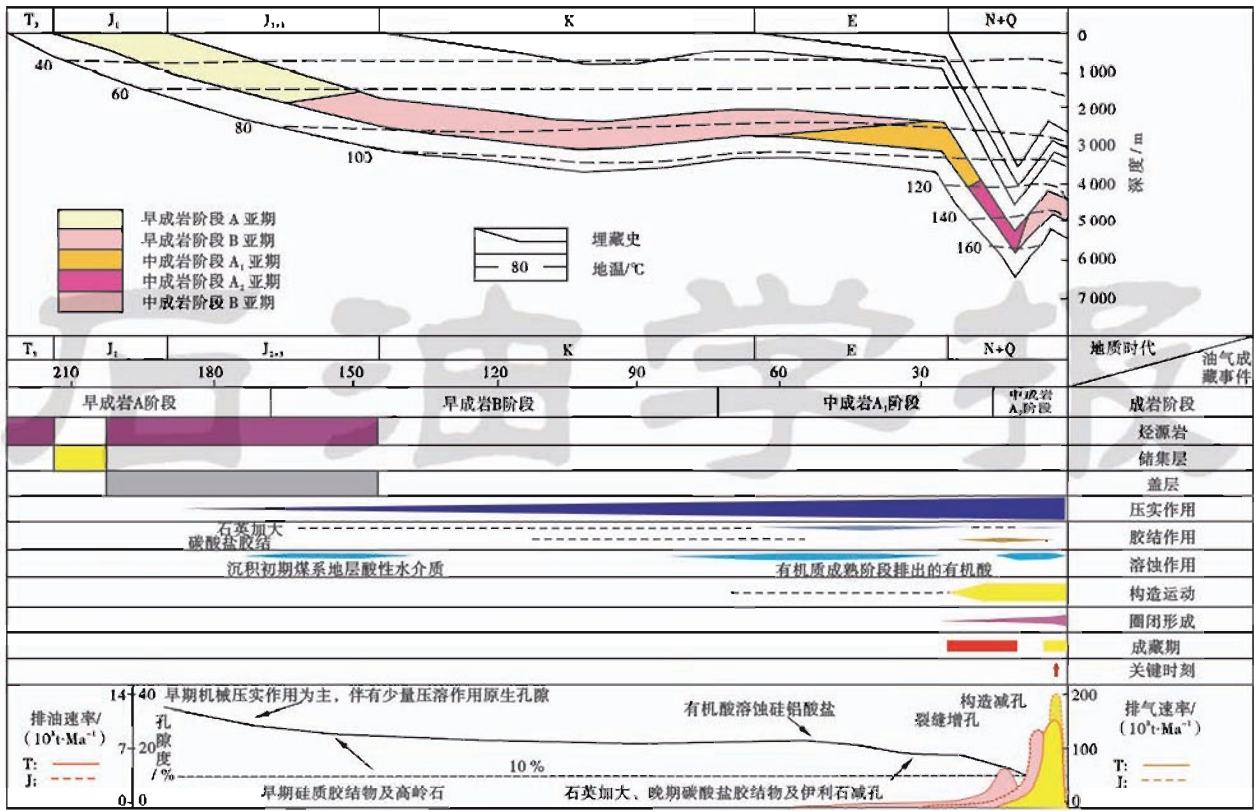 T₃ J₁ J₂₊₃ K E N+Q
0
1 000
2 000
3 000
4 000
5 000
6 000
7 000
深度/m
40
60
80
100
120
140
160
早成岩阶段 A 亚期
早成岩阶段 B 亚期
中成岩阶段 A₁ 亚期
中成岩阶段 A₂ 亚期
中成岩阶段 B 亚期
埋藏史
80 地温/℃
石油学报
T₃ J₁ J₂₊₃ K E N+Q 地质时代
油气成
藏事件
210 180 150 120 90 60 30
早成岩A阶段 早成岩B阶段 中成岩A₁阶段 中成岩
A₂阶段 成岩阶段
烃源岩
储集层
盖层
压实作用
石英加大
碳酸盐胶结
胶结作用
溶蚀作用
沉积初期煤系地层酸性水介质 有机质成熟阶段排出的有机酸
构造运动
圈闭形成
成藏期
关键时刻
14 40 早期机械压实作用为主，伴有少量压溶作用原生孔隙 构造减孔 200
有机酸溶蚀硅铝酸盐 裂缝增孔
排油速率/
(10³t·Ma⁻¹)
T:
J:
7 20
0 0
孔隙度/%
10 %
早期硅质胶结物及高岭石 石英加大、晚期碳酸盐胶结物及伊利石减孔
100
0
排气速率/
(10³t·Ma⁻¹)
T:
J: